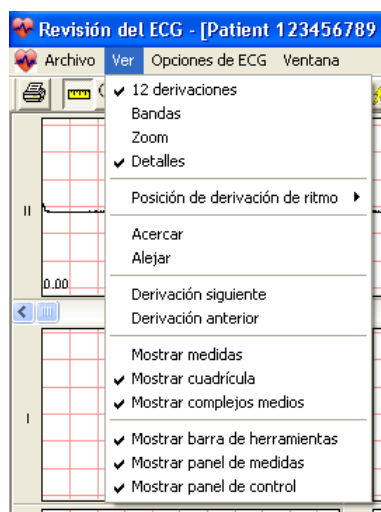 Revisión del ECG - [Patient 123456789
Archivo Ver Opciones de ECG Ventana
12 derivaciones
Bandas
Zoom
Detalles
Posición de derivación de ritmo
Acercar
Alejar
Derivación siguiente
Derivación anterior
Mostrar medidas
Mostrar cuadrícula
Mostrar complejos medios
Mostrar barra de herramientas
Mostrar panel de medidas
Mostrar panel de control
II
0.00
I